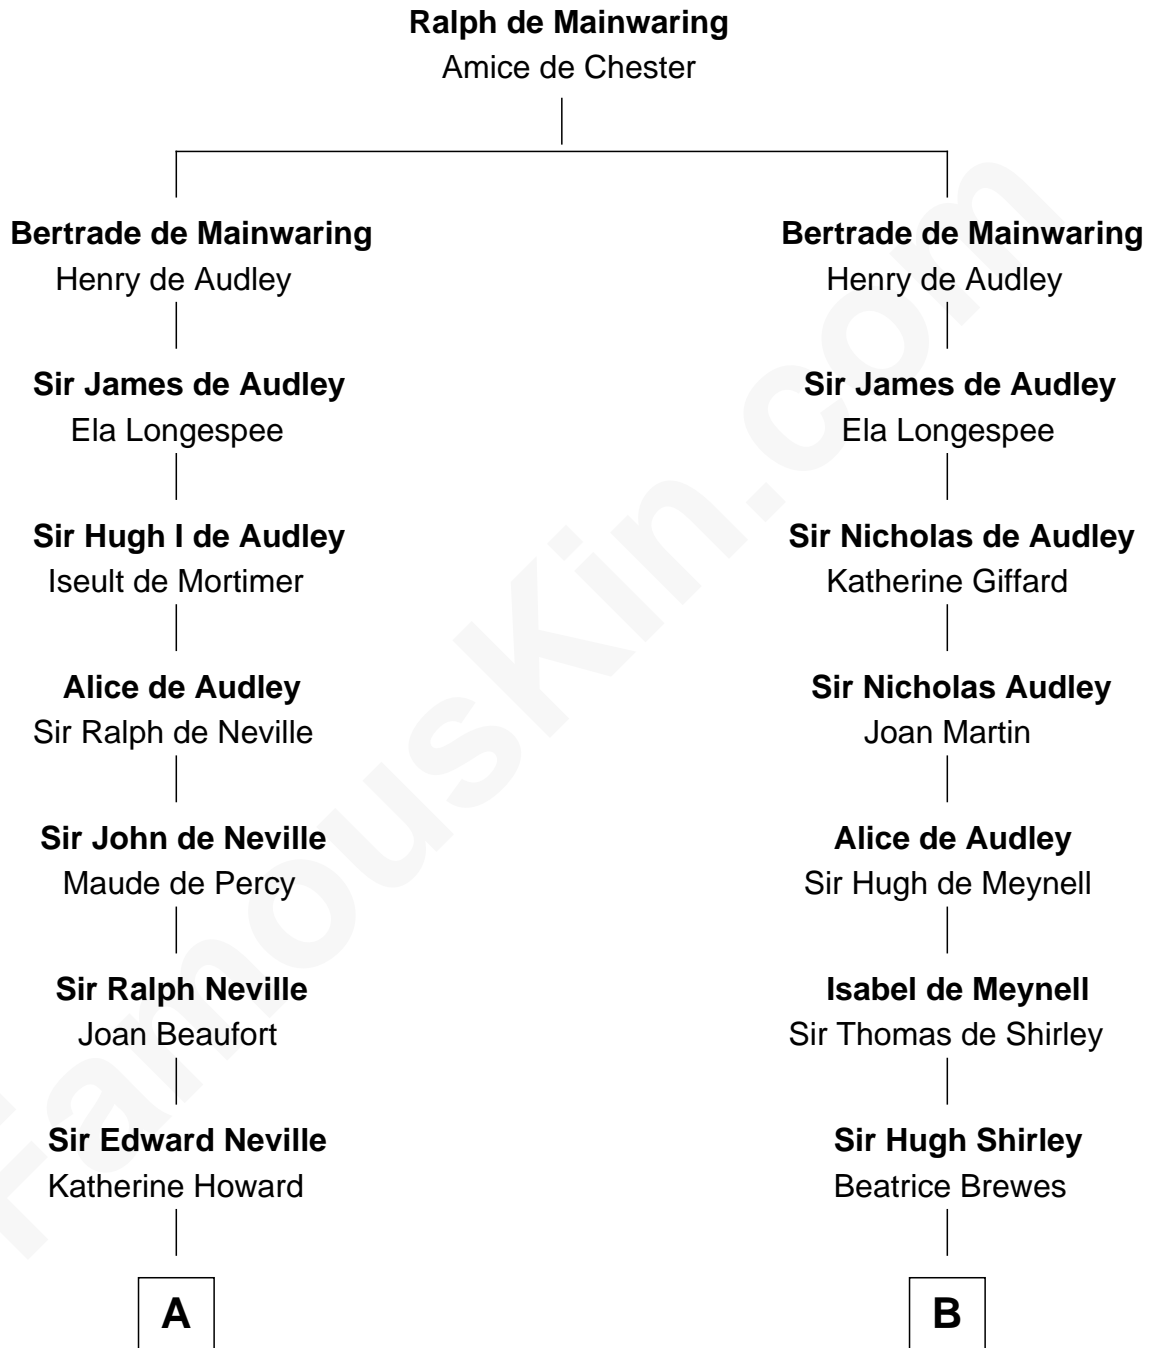 Ralph de Mainwaring
Amice de Chester
Bertrade de Mainwaring
Henry de Audley
Bertrade de Mainwaring
Henry de Audley
Sir James de Audley
Ela Longespee
Sir James de Audley
Ela Longespee
Sir Hugh I de Audley
Iseult de Mortimer
Sir Nicholas de Audley
Katherine Giffard
Alice de Audley
Sir Ralph de Neville
Sir Nicholas Audley
Joan Martin
Sir John de Neville
Maude de Percy
Alice de Audley
Sir Hugh de Meynell
Sir Ralph Neville
Joan Beaufort
Isabel de Meynell
Sir Thomas de Shirley
Sir Edward Neville
Katherine Howard
Sir Hugh Shirley
Beatrice Brewes
A
B
FamousKin.com